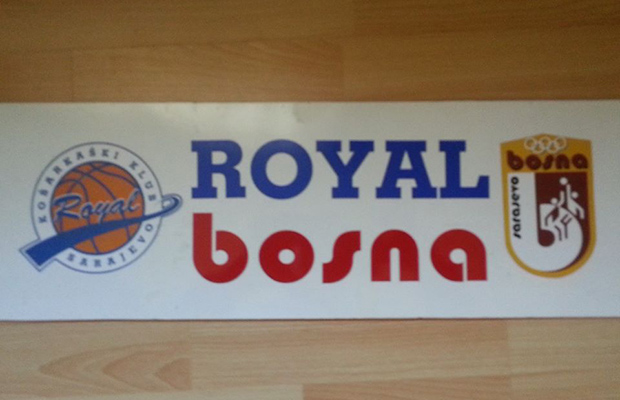 KOŠARKAŠKI KLUB
Royal
SARAJEVO
ROYAL
bosna
bosna
sarajevo